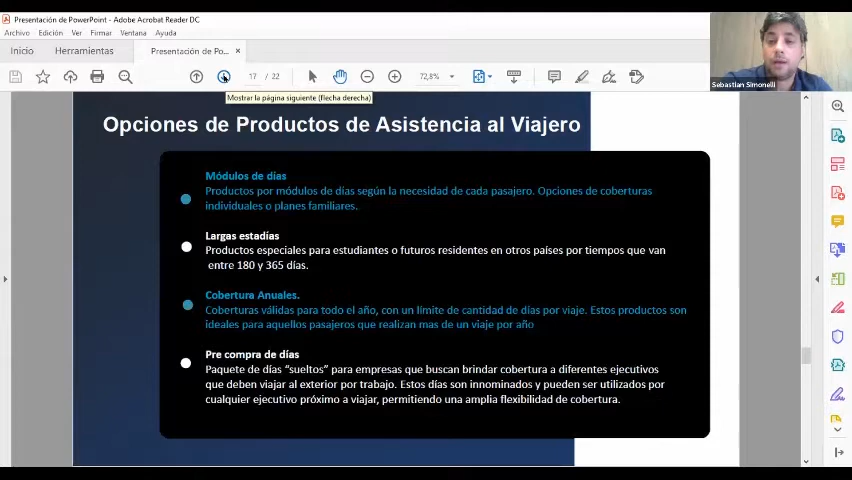 Presentación de PowerPoint - Adobe Acrobat Reader DC
Archivo Edición Ver Firmar Ventana Ayuda
Inicio Herramientas Presentación de Po... ×
17 / 22 72,8%
Mostrar la página siguiente (flecha derecha)
Sebastian Simonelli
Opciones de Productos de Asistencia al Viajero
Módulos de días
Productos por módulos de días según la necesidad de cada pasajero. Opciones de coberturas
individuales o planes familiares.
Largas estadías
Productos especiales para estudiantes o futuros residentes en otros países por tiempos que van
entre 180 y 365 días.
Cobertura Anuales.
Coberturas válidas para todo el año, con un límite de cantidad de días por viaje. Estos productos son
ideales para aquellos pasajeros que realizan mas de un viaje por año
Pre compra de días
Paquete de días “sueltos” para empresas que buscan brindar cobertura a diferentes ejecutivos
que deben viajar al exterior por trabajo. Estos días son innominados y pueden ser utilizados por
cualquier ejecutivo próximo a viajar, permitiendo una amplia flexibilidad de cobertura.